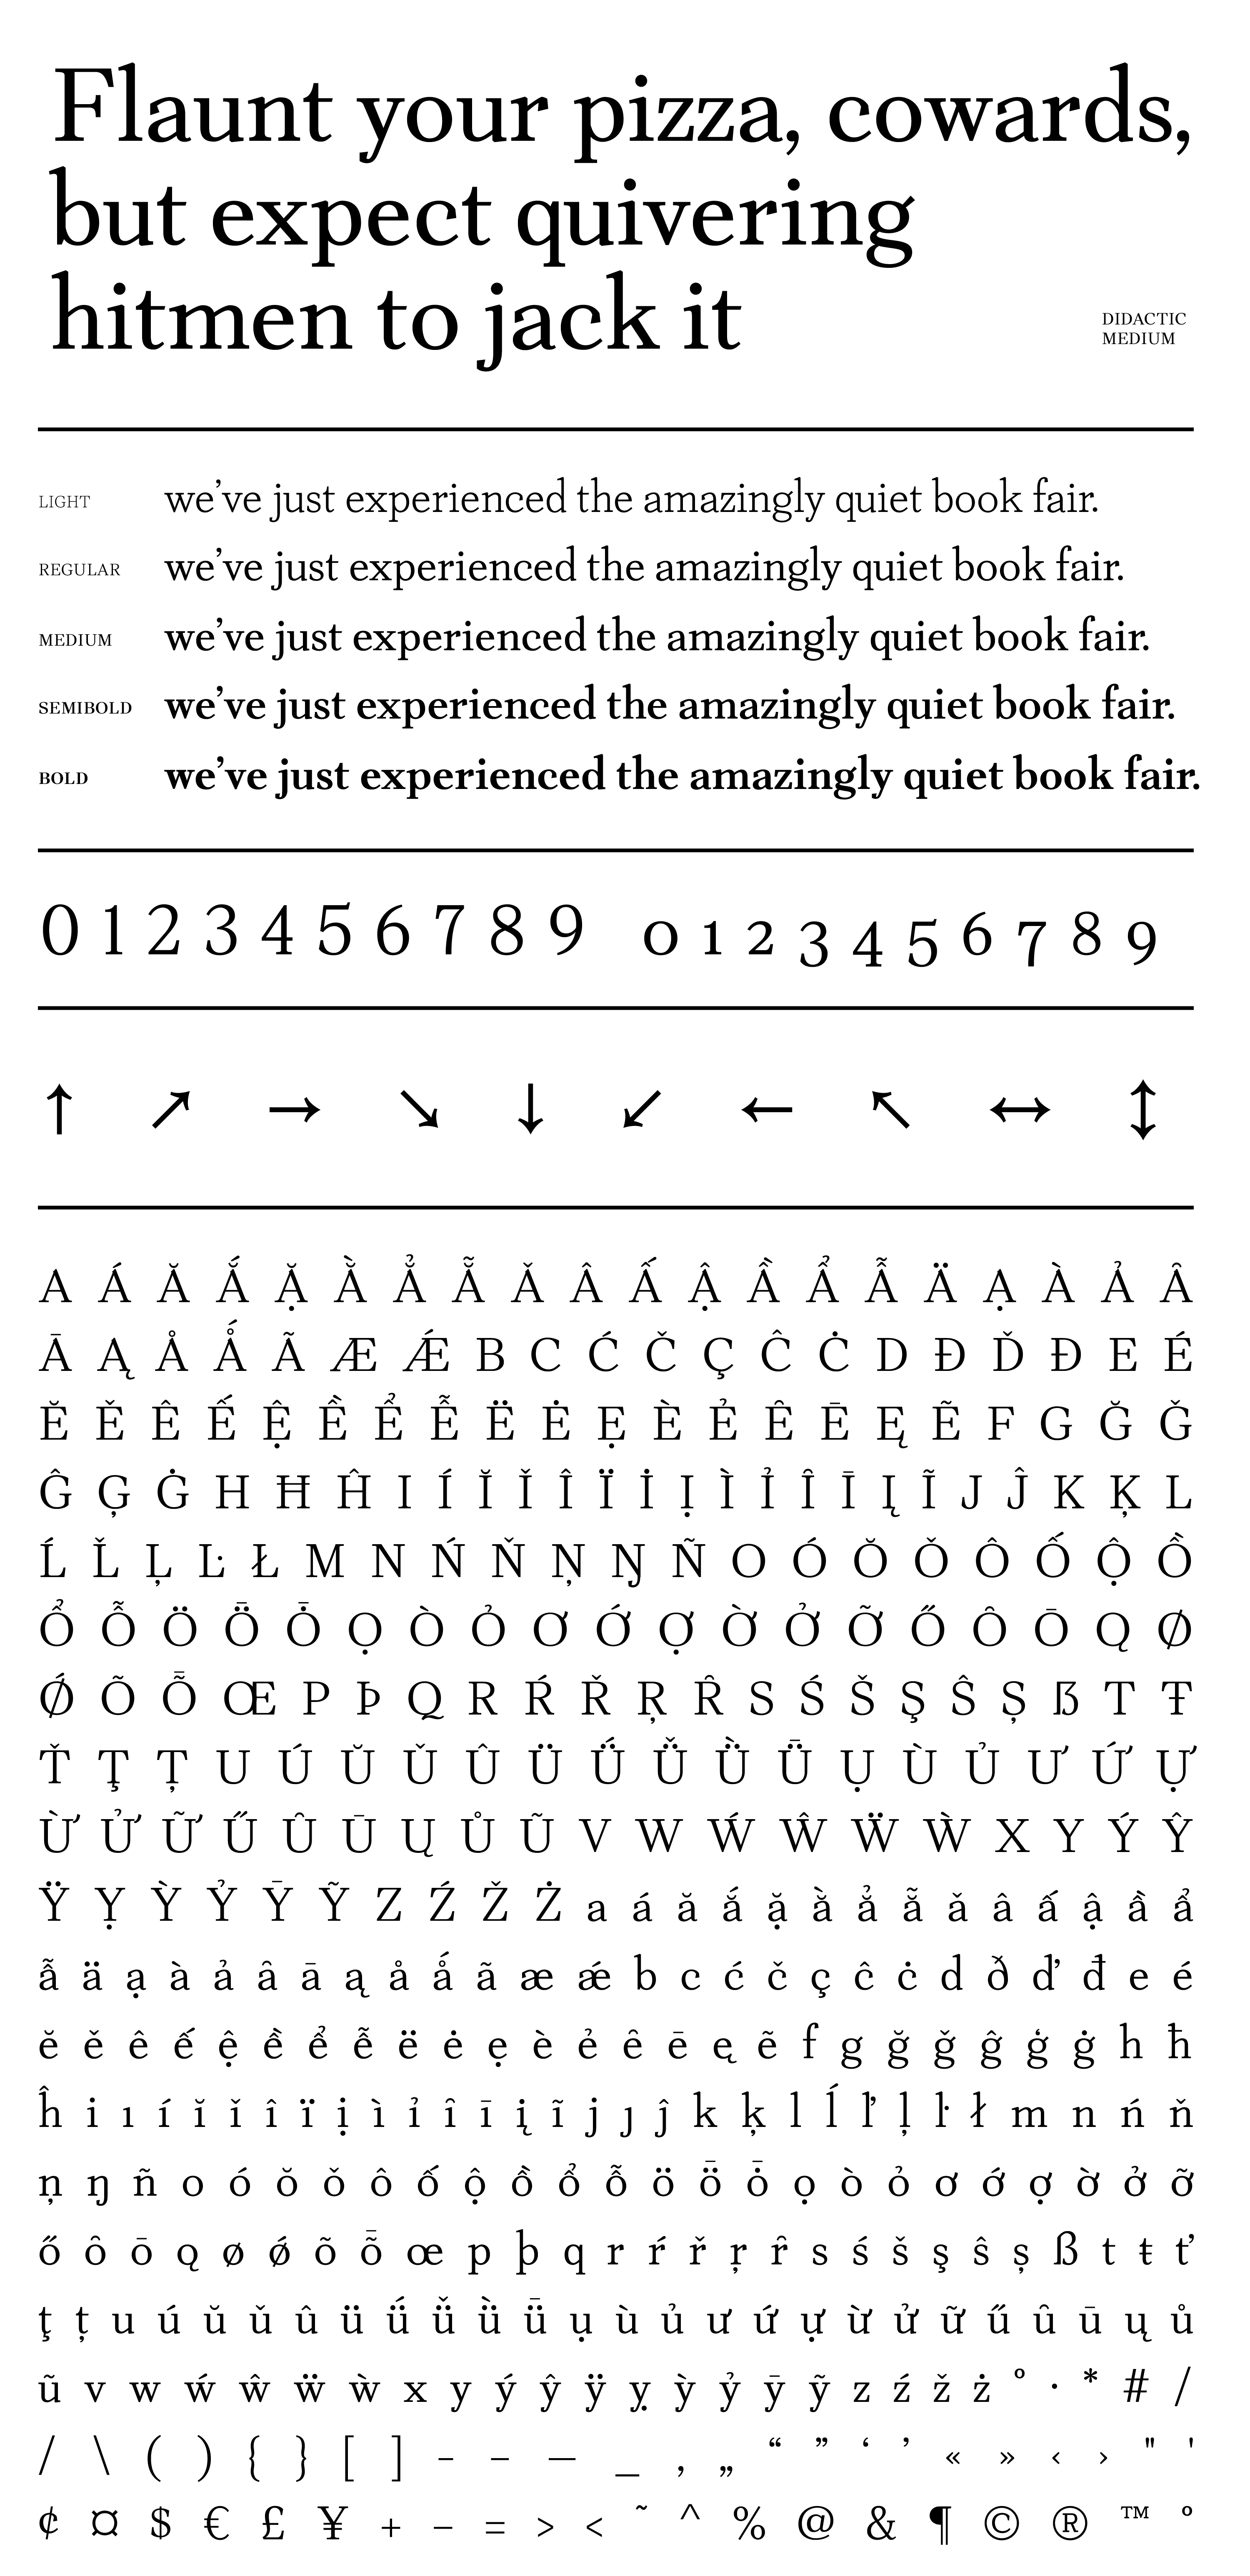 Flaunt your pizza, cowards,
but expect quivering
hitmen to jack it
DIDACTIC
MEDIUM
LIGHT we’ve just experienced the amazingly quiet book fair.
REGULAR we’ve just experienced the amazingly quiet book fair.
MEDIUM we’ve just experienced the amazingly quiet book fair.
SEMIBOLD we’ve just experienced the amazingly quiet book fair.
BOLD we’ve just experienced the amazingly quiet book fair.
0 1 2 3 4 5 6 7 8 9 0 1 2 3 4 5 6 7 8 9
↑ ↗ → ↘ ↓ ↙ ← ↖ ↔ ↕
A Á Ă Ắ Ặ Ằ Ẳ Ẵ Ǎ Â Ấ Ậ Ầ Ẩ Ẫ Ä Ạ À Ả Ȃ
Ā Ą Å Ǻ Ã Æ Ǽ B C Ć Č Ç Ĉ Ċ D Ð Ď Đ E É
Ĕ Ě Ê Ế Ệ Ề Ể Ễ Ë Ė Ẹ È Ẻ Ȇ Ē Ę Ẽ F G Ğ Ǧ
Ĝ Ģ Ġ H Ħ Ĥ I Í Ĭ Ǐ Î Ï İ Ị Ì Ỉ Ȋ Ī Į Ĩ J Ĵ K Ķ L
Ĺ Ľ Ļ Ŀ Ł M N Ń Ň Ņ Ŋ Ñ O Ó Ŏ Ǒ Ô Ố Ộ Ồ
Ổ Ỗ Ö Ȫ Ȱ Ọ Ò Ỏ Ơ Ớ Ợ Ờ Ở Ỡ Ő Ȏ Ō Ǫ Ø
Ǿ Õ Ȭ Œ P Þ Q R Ŕ Ř Ŗ Ȓ S Ś Š Ş Ŝ Ș ẞ T Ŧ
Ť Ţ Ț U Ú Ŭ Ǔ Û Ü Ǘ Ǚ Ǜ Ǖ Ụ Ù Ủ Ư Ứ Ự
Ừ Ử Ữ Ű Ȗ Ū Ų Ů Ũ V W Ẃ Ŵ Ẅ Ẁ X Y Ý Ŷ
Ÿ Ỵ Ỳ Ỷ Ȳ Ỹ Z Ź Ž Ż a á ă ắ ặ ằ ẳ ẵ ǎ â ấ ậ ầ ẩ
ẫ ä ạ à ả ȃ ā ą å ǻ ã æ ǽ b c ć č ç ĉ ċ d ð ď đ e é
ĕ ě ê ế ệ ề ể ễ ë ė ẹ è ẻ ȇ ē ę ẽ f g ğ ǧ ĝ ģ ġ h ħ
ĥ i ı í ĭ ǐ î ï ị ì ỉ ȋ ī į ĩ j ȷ ĵ k ķ l ĺ ľ ļ ŀ ł m n ń ň
ņ ŋ ñ o ó ŏ ǒ ô ố ộ ồ ổ ỗ ö ȫ ȱ ọ ò ỏ ơ ớ ợ ờ ở ỡ
ő ȏ ō ǫ ø ǿ õ ȭ œ p þ q r ŕ ř ŗ ȓ s ś š ş ŝ ș ß t ŧ ť
ţ ț u ú ŭ ǔ û ü ǘ ǚ ǜ ǖ ụ ù ủ ư ứ ự ừ ử ữ ű ȗ ū ų ů
ũ v w ẃ ŵ ẅ ẁ x y ý ŷ ÿ ỵ ỳ ỷ ȳ ỹ z ź ž ż º · * # /
/ \ ( ) { } [ ] - – — _ ‚ „ “ ” ‘ ’ « » ‹ › " '
¢ ¤ $ € £ ¥ + − = > < ~ ^ % @ & ¶ © ® ™ °